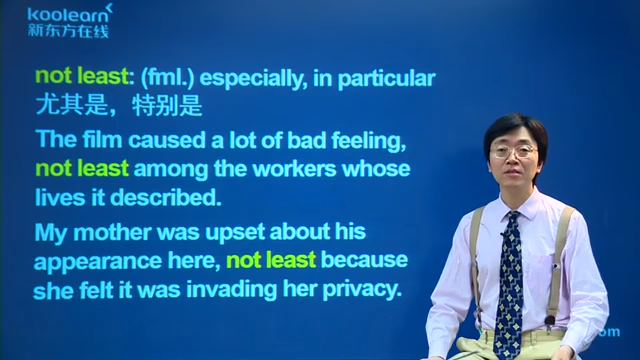 koolearn
新东方在线
not least: (fml.) especially, in particular
尤其是，特别是
The film caused a lot of bad feeling,
not least among the workers whose
lives it described.
My mother was upset about his
appearance here, not least because
she felt it was invading her privacy.
om